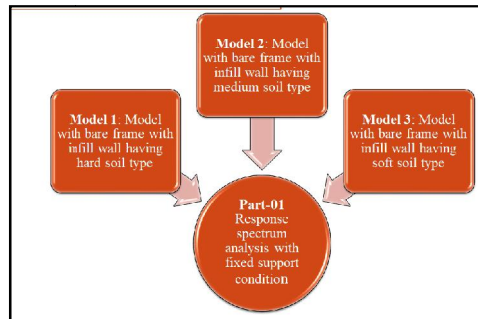 Model 2: Model
with bare frame with
infill wall having
medium soil type
Model 1: Model
with bare frame with
infill wall having
hard soil type
Model 3: Model
with bare frame with
infill wall having
soft soil type
Part-01
Response
spectrum
analysis with
fixed support
condition